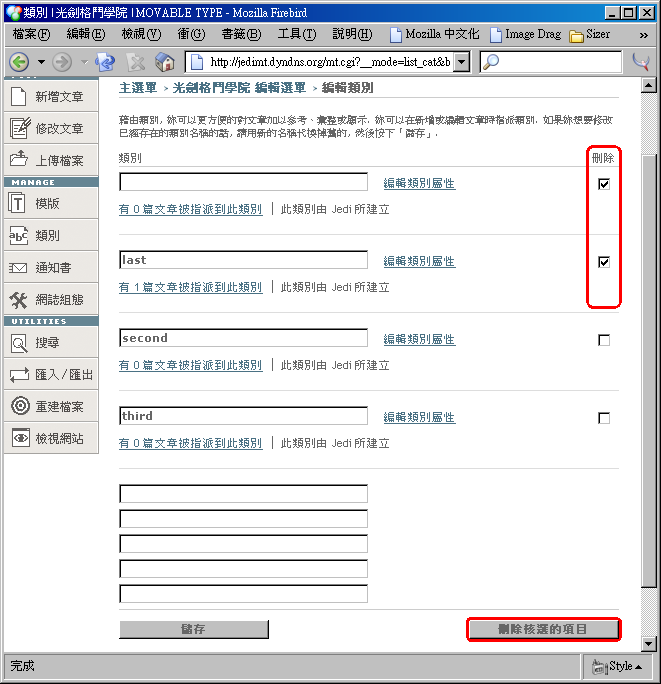 類別 | 光劍格鬥學院 | MOVABLE TYPE - Mozilla Firebird
檔案(F) 編輯(E) 檢視(V) 衝(G) 書籤(B) 工具(T) 說明(H) Mozilla 中文化 Image Drag Sizer »
http://jedimt.dyndns.org/mt.cgi?__mode=list_cat&b
主選單 > 光劍格鬥學院 編輯選單 > 編輯類別
新增文章
修改文章
上傳檔案
MANAGE
模版
類別
通知書
網誌組態
UTILITIES
搜尋
匯入/匯出
重建檔案
檢視網站
藉由類別, 妳可以更方便的對文章加以參考、彙整或顯示. 妳可以在新增或編輯文章時指派類別. 如果妳想要修改
已經存在的類別名稱的話, 請用新的名稱代換掉舊的, 然後按下「儲存」.
類別 刪除
編輯類別屬性
有 0 篇文章被指派到此類別 | 此類別由 Jedi 所建立
last 編輯類別屬性
有 1 篇文章被指派到此類別 | 此類別由 Jedi 所建立
second 編輯類別屬性
有 0 篇文章被指派到此類別 | 此類別由 Jedi 所建立
third 編輯類別屬性
有 0 篇文章被指派到此類別 | 此類別由 Jedi 所建立
儲存 刪除核選的項目
完成 Style